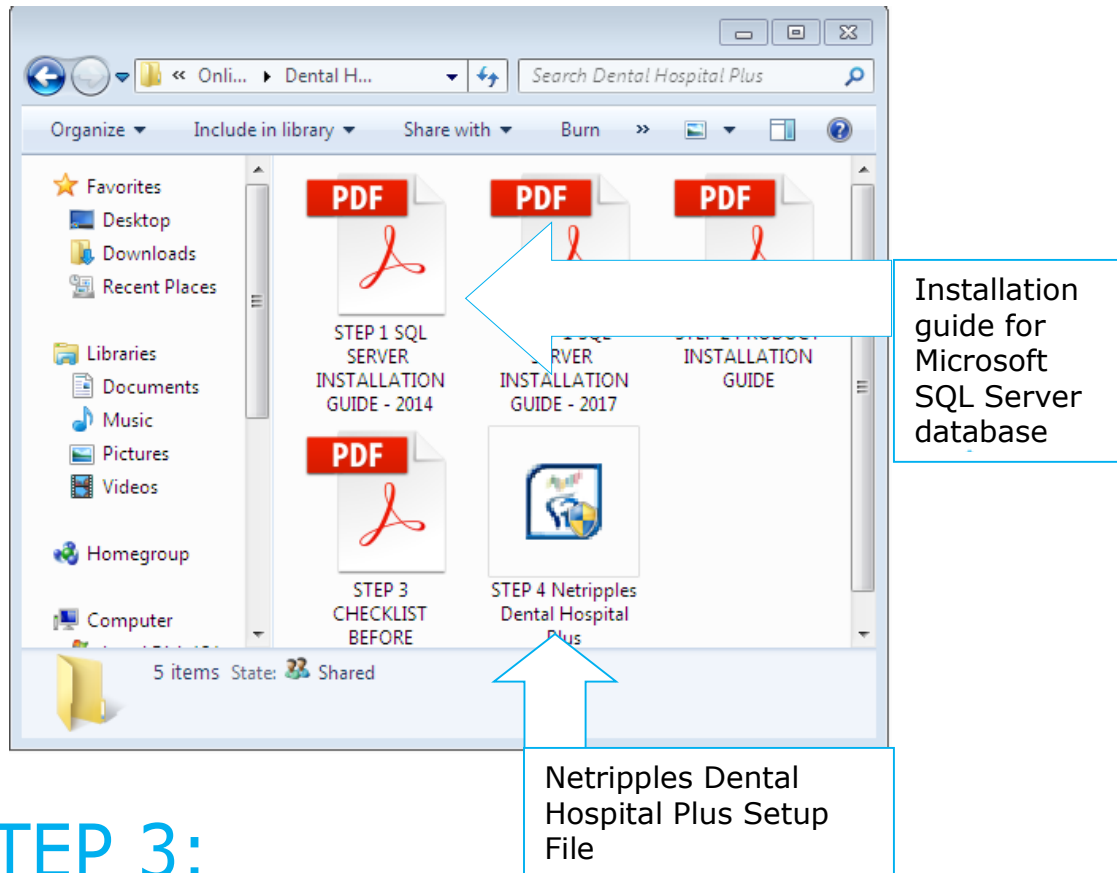 « Onli... ▸ Dental H...
Search Dental Hospital Plus
Organize
Include in library
Share with
Burn
»
Favorites
Desktop
Downloads
Recent Places
Libraries
Documents
Music
Pictures
Videos
Homegroup
Computer
PDF
PDF
PDF
STEP 1 SQL
SERVER
INSTALLATION
GUIDE - 2014
INSTALLATION
GUIDE - 2017
INSTALLATION
GUIDE
PDF
STEP 3
CHECKLIST
BEFORE
STEP 4 Netripples
Dental Hospital
Plus
5 items State: Shared
Installation
guide for
Microsoft
SQL Server
database
Netripples Dental
Hospital Plus Setup
File
TEP 3: